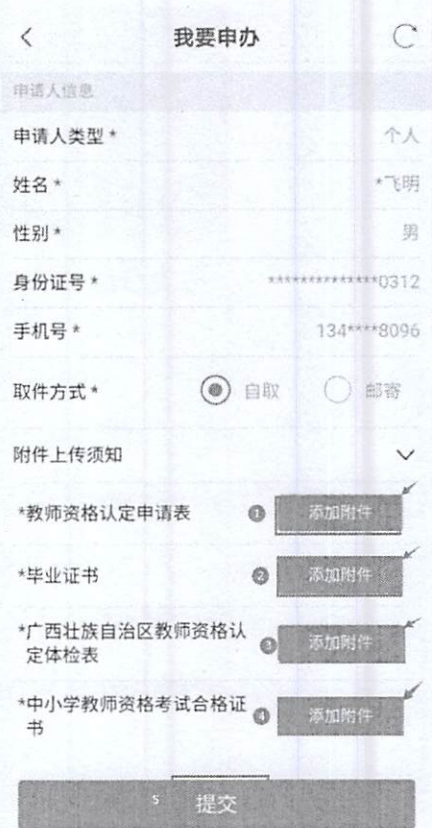 我要申办
申请人信息
申请人类型 * 个人
姓名 * *飞明
性别 * 男
身份证号 * **************0312
手机号 * 134****8096
取件方式 * 自取 邮寄
附件上传须知
*教师资格认定申请表 1 添加附件
*毕业证书 2 添加附件
*广西壮族自治区教师资格认
定体检表 3 添加附件
*中小学教师资格考试合格证
书 4 添加附件
5 提交